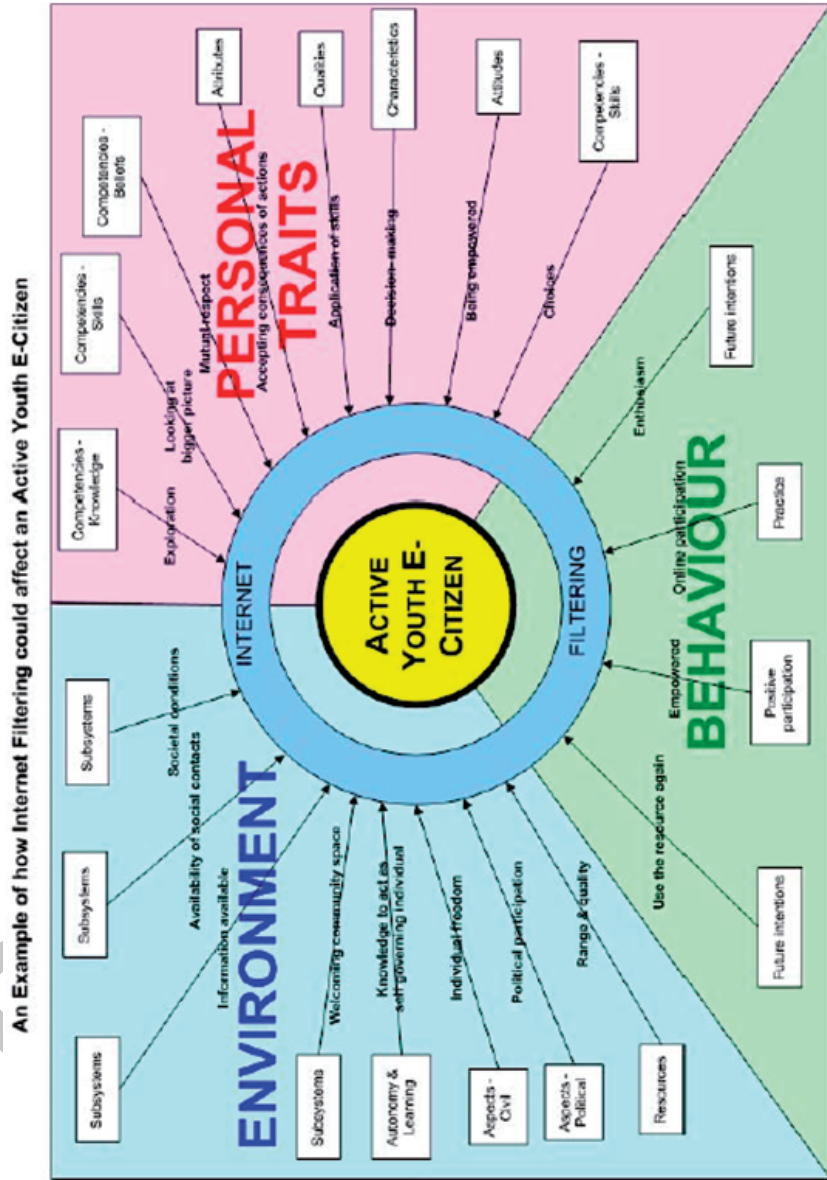 An Example of how Internet Filtering could affect an Active Youth E-Citizen
Subsystems
Subsystems
Subsystems
Subsystems
Autonomy &
Learning
Aspects -
Civil
Aspects -
Political
Resources
Societal conditions
Availability of social contacts
Information available
ENVIRONMENT
Welcoming community space
Knowledge to act as
self governing individual
Individual freedom
Political participation
Range & quality
Competencies -
Knowledge
Competencies -
Skills
Competencies -
Beliefs
Attributes
Qualities
Characteristics
Attitudes
Competencies -
Skills
Exploration
Looking at
bigger picture
Mutual respect
PERSONAL
TRAITS
Accepting consequences of actions
Application of skills
Decision- making
Being empowered
Choices
INTERNET
ACTIVE
YOUTH E-
CITIZEN
FILTERING
Use the resource again
Empowered
Online participation
Enthusiasm
BEHAVIOUR
Future intentions
Positive
participation
Practice
Future intentions